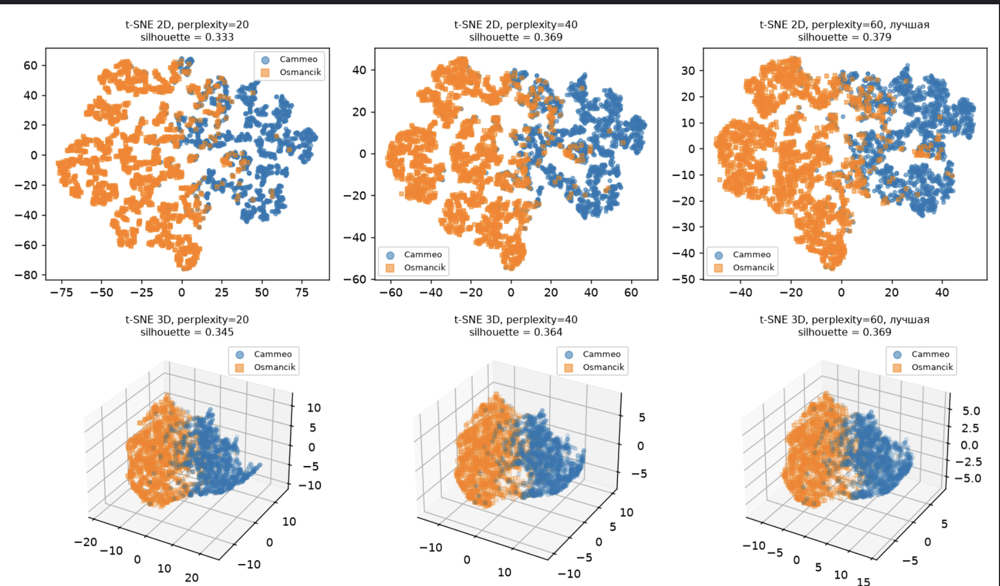 t-SNE 2D, perplexity=20
silhouette = 0.333
Cammeo
Osmancik
60
40
20
0
−20
−40
−60
−80
−75 −50 −25 0 25 50 75
t-SNE 2D, perplexity=40
silhouette = 0.369
40
20
0
−20
−40
−60
Cammeo
Osmancik
−60 −40 −20 0 20 40 60
t-SNE 2D, perplexity=60, лучшая
silhouette = 0.379
30
20
10
0
−10
−20
−30
−40
−50
Cammeo
Osmancik
−40 −20 0 20 40
t-SNE 3D, perplexity=20
silhouette = 0.345
Cammeo
Osmancik
10
5
0
−5
−10
−20
−10
0
10
20
−10
0
10
t-SNE 3D, perplexity=40
silhouette = 0.364
Cammeo
Osmancik
5
0
−5
−10
0
10
−10
−5
0
5
10
t-SNE 3D, perplexity=60, лучшая
silhouette = 0.369
Cammeo
Osmancik
5.0
2.5
0.0
−2.5
−5.0
−10
−5
0
5
10
15
−5
0
5